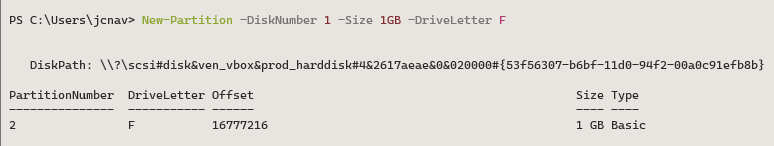 PS C:\Users\jcnav> New-Partition -DiskNumber 1 -Size 1GB -DriveLetter F
DiskPath: \\?\scsi#disk&ven_vbox&prod_harddisk#4&2617aeae&0&020000#{53f56307-b6bf-11d0-94f2-00a0c91efb8b}
PartitionNumber  DriveLetter Offset                                        Size Type
---------------  ----------- ------                                        ---- ----
2                F           16777216                                      1 GB Basic